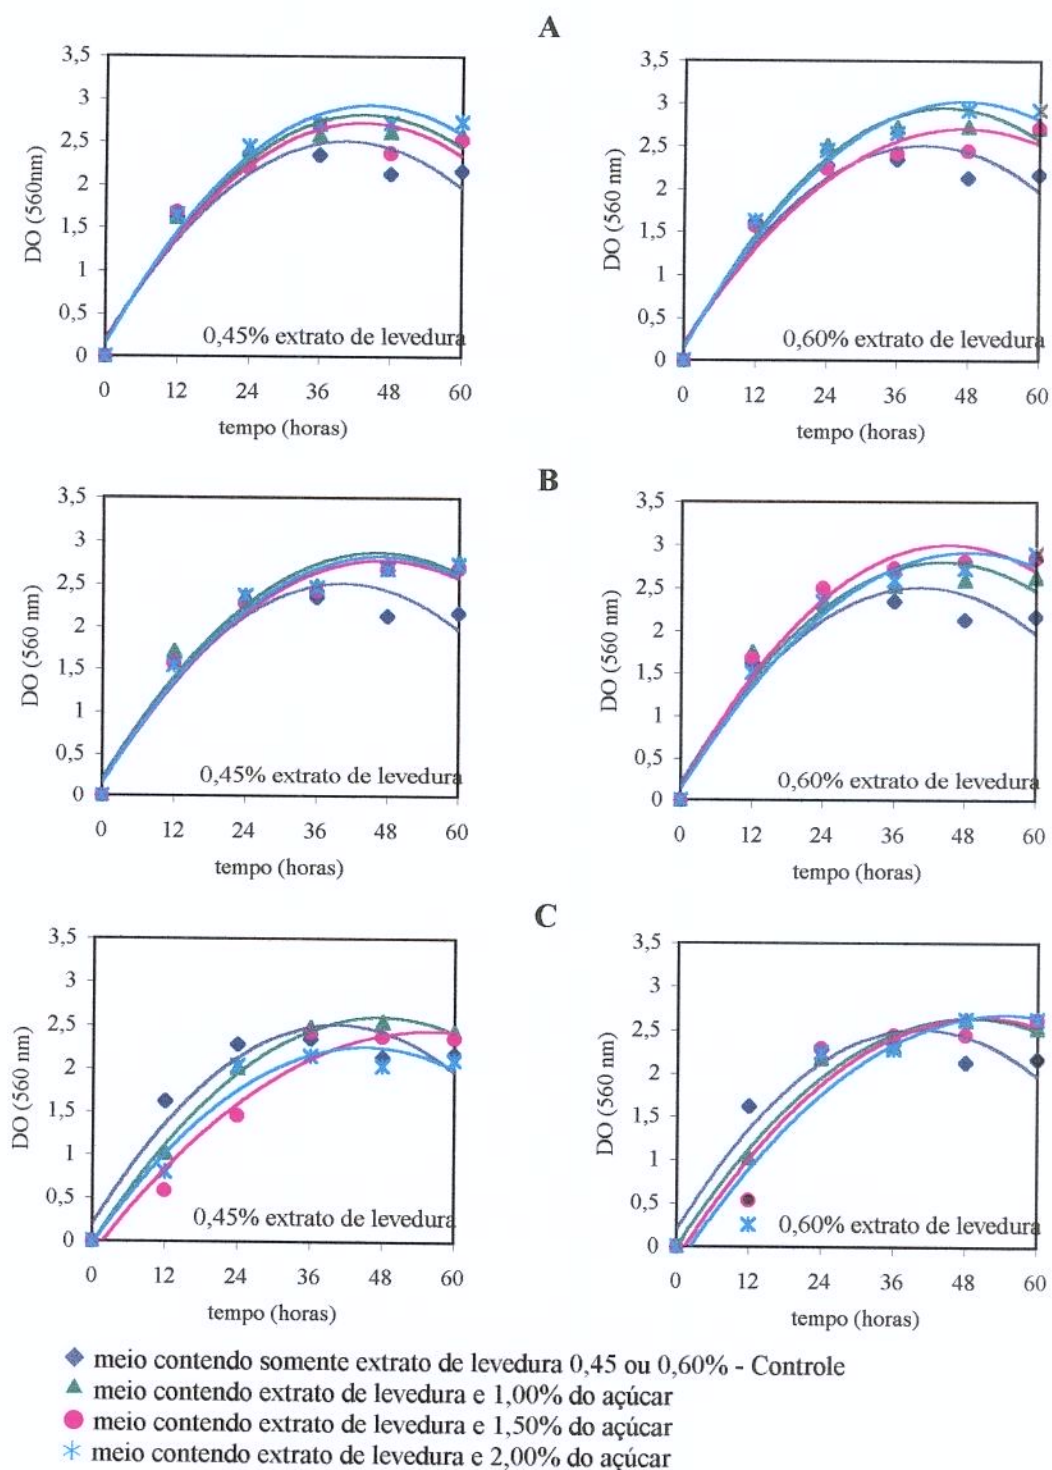 A
3,5
3
2,5
2
1,5
1
0,5
0
DO (560nm)
0,45% extrato de levedura
0 12 24 36 48 60
tempo (horas)
3,5
3
2,5
2
1,5
1
0,5
0
DO (560 nm)
0,60% extrato de levedura
0 12 24 36 48 60
tempo (horas)
B
3,5
3
2,5
2
1,5
1
0,5
0
DO (560 nm)
0,45% extrato de levedura
0 12 24 36 48 60
tempo (horas)
3,5
3
2,5
2
1,5
1
0,5
0
DO (560 nm)
0,60% extrato de levedura
0 12 24 36 48 60
tempo (horas)
C
3,5
3
2,5
2
1,5
1
0,5
0
DO (560 nm)
0,45% extrato de levedura
0 12 24 36 48 60
tempo (horas)
3,5
3
2,5
2
1,5
1
0,5
0
DO (560 nm)
0,60% extrato de levedura
0 12 24 36 48 60
tempo (horas)
meio contendo somente extrato de levedura 0,45 ou 0,60% - Controle
meio contendo extrato de levedura e 1,00% do açúcar
meio contendo extrato de levedura e 1,50% do açúcar
meio contendo extrato de levedura e 2,00% do açúcar